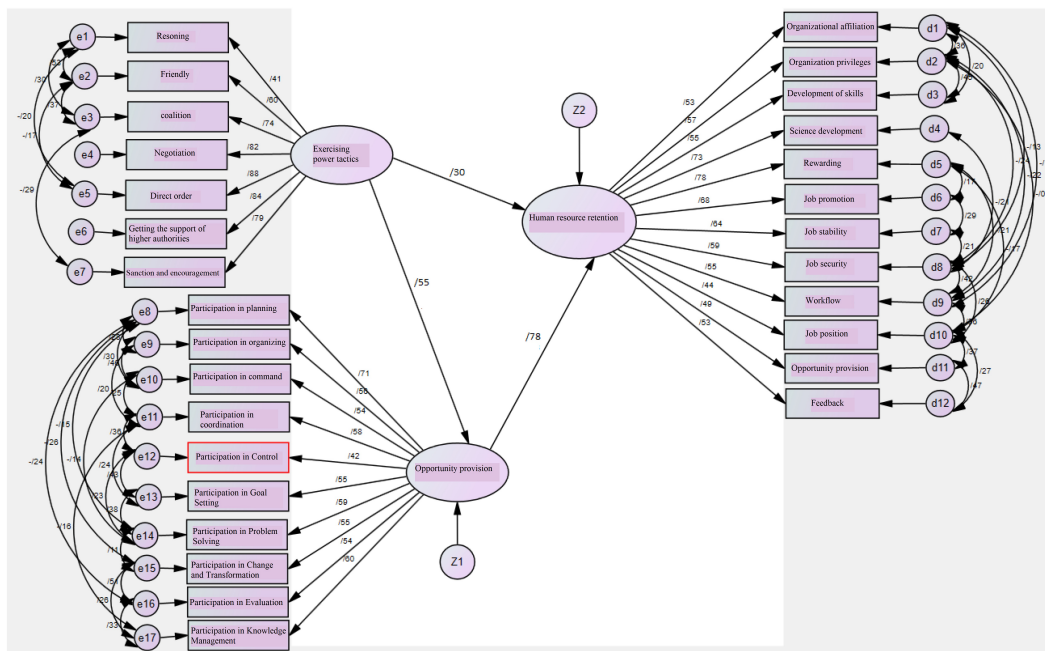 e1
Resoning
e2
Friendly
e3
coalition
e4
Negotiation
e5
Direct order
e6
Getting the support of
higher authorities
e7
Sanction and encouragement
/30
/37
-/20
-/17
-/29
/41
/60
/74
/82
/88
/84
/79
Exercising
power tactics
/30
/55
e8
Participation in planning
e9
Participation in organizing
e10
Participation in command
e11
Participation in
coordination
e12
Participation in Control
e13
Participation in Goal
Setting
e14
Participation in Problem
Solving
e15
Participation in Change
and Transformation
e16
Participation in Evaluation
e17
Participation in Knowledge
Management
/30
/20
/36
/24
/23
/38
/11
/26
/33
-/24
-/14
-/16
/71
/54
/58
/42
/55
/59
/55
/54
/60
Opportunity provision
Z1
/78
Z2
Human resource retention
/53
/57
/55
/73
/78
/68
/64
/59
/55
/44
/49
/53
Organizational affiliation
d1
Organization privileges
d2
Development of skills
d3
Science development
d4
Rewarding
d5
Job promotion
d6
Job stability
d7
Job security
d8
Workflow
d9
Job position
d10
Opportunity provision
d11
Feedback
d12
/36
/20
/17
/29
/21
/37
/27
/47
-/13
-/22
-/17